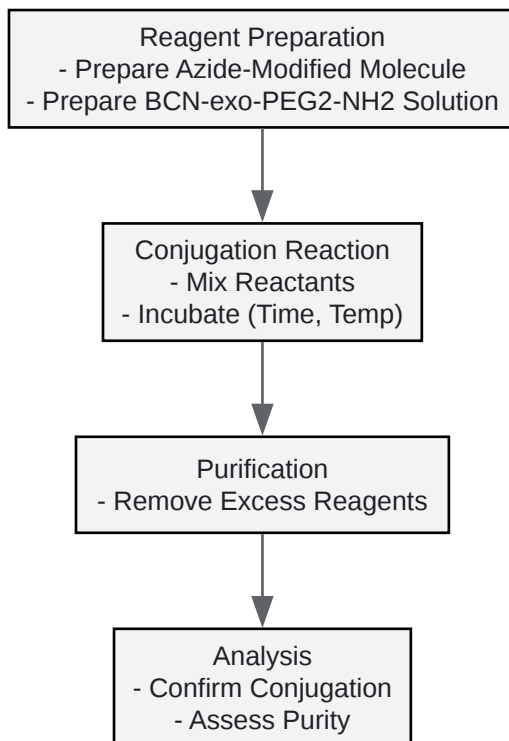 Reagent Preparation
- Prepare Azide-Modified Molecule
- Prepare BCN-exo-PEG2-NH2 Solution
Conjugation Reaction
- Mix Reactants
- Incubate (Time, Temp)
Purification
- Remove Excess Reagents
Analysis
- Confirm Conjugation
- Assess Purity